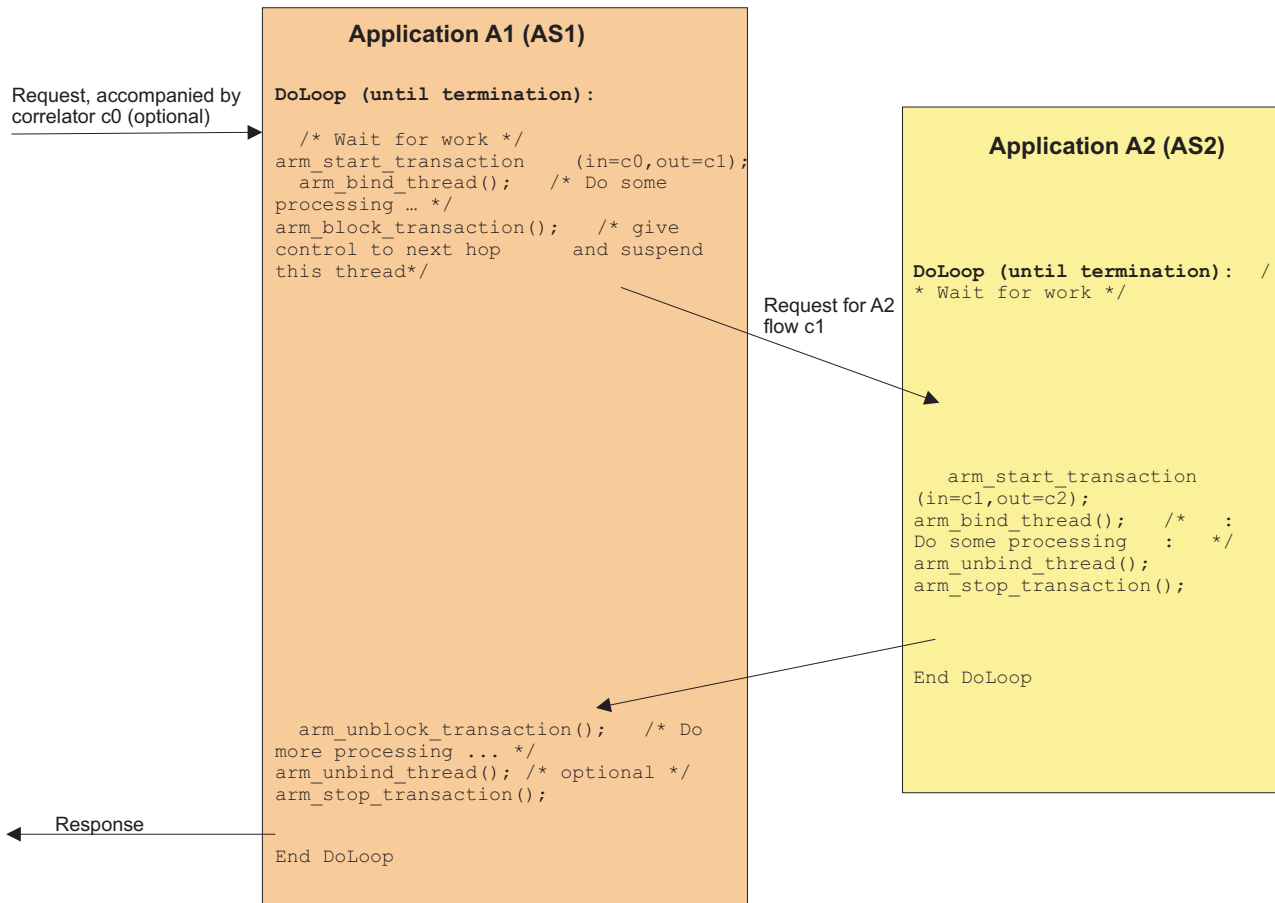 Application A1 (AS1)
Request, accompanied by
correlator c0 (optional)
DoLoop (until termination):
/* Wait for work */
arm_start_transaction (in=c0,out=c1);
arm_bind_thread(); /* Do some
processing … */
arm_block_transaction(); /* give
control to next hop and suspend
this thread*/
Request for A2
flow c1
Application A2 (AS2)
DoLoop (until termination): /
* Wait for work */
arm_start_transaction
(in=c1,out=c2);
arm_bind_thread(); /* :
Do some processing : */
arm_unbind_thread();
arm_stop_transaction();
End DoLoop
arm_unblock_transaction(); /* Do
more processing ... */
arm_unbind_thread(); /* optional */
arm_stop_transaction();
Response
End DoLoop